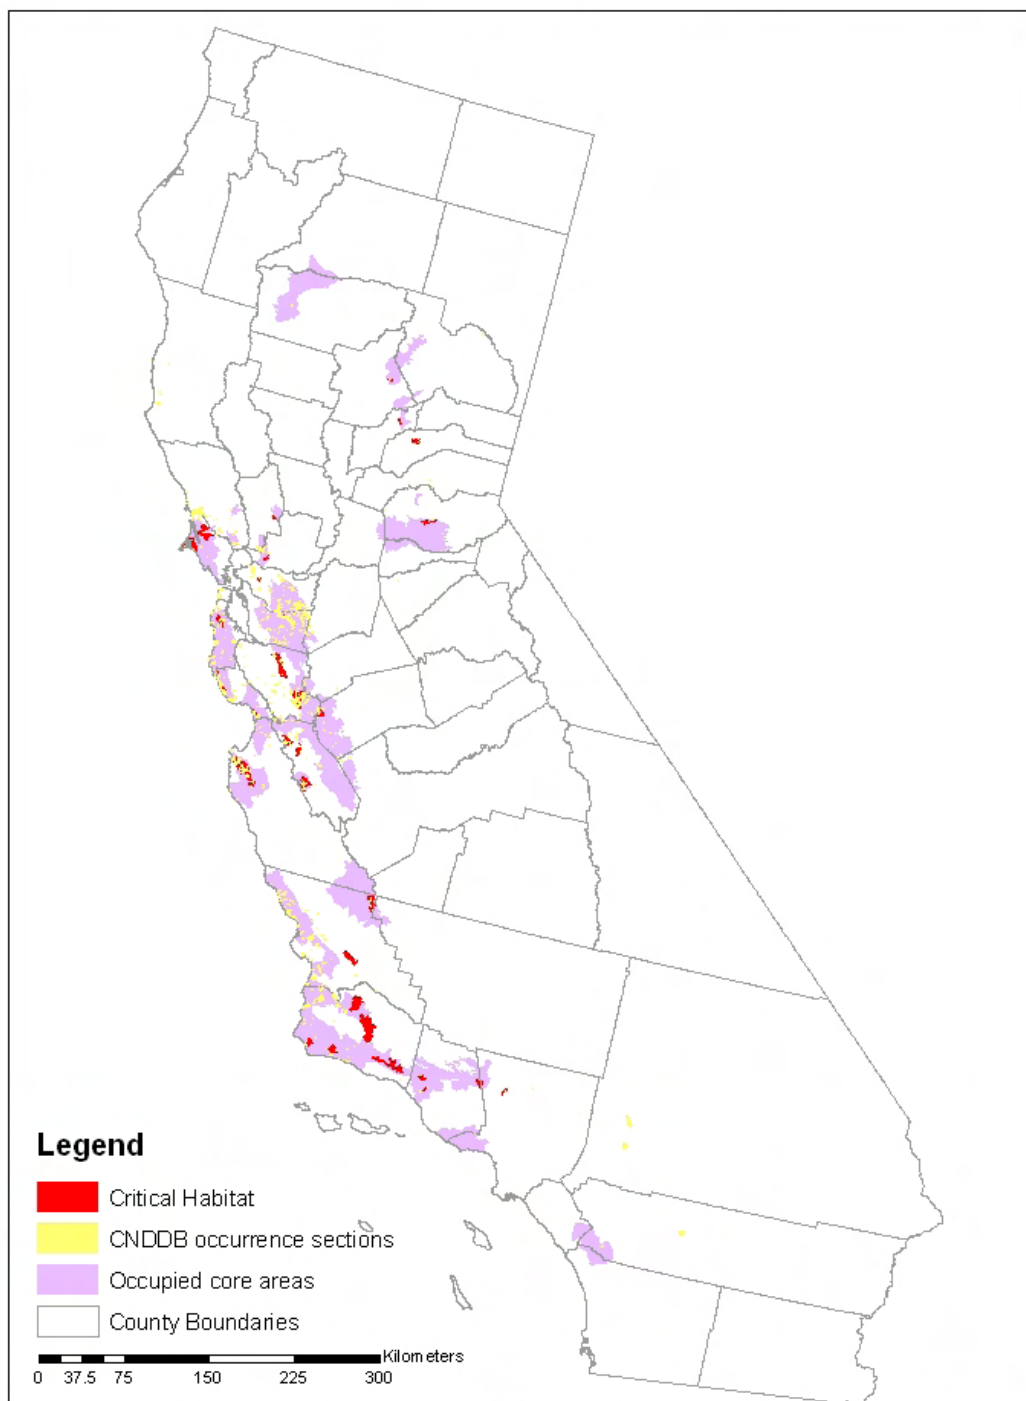 Legend
Critical Habitat
CNDDB occurrence sections
Occupied core areas
County Boundaries
Kilometers
0 37.5 75 150 225 300